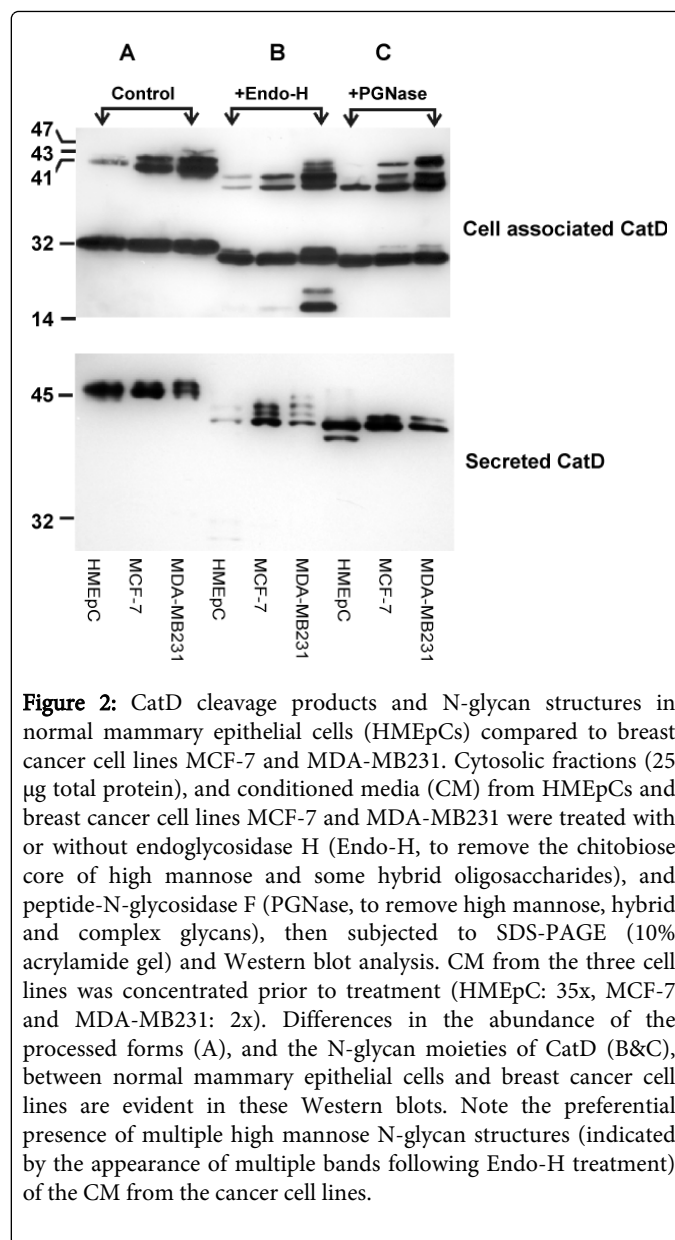 A B C
Control +Endo-H +PGNase
47
43
41
32
14
Cell associated CatD
45
32
Secreted CatD
HMEpC
MCF-7
MDA-MB231
HMEpC
MCF-7
MDA-MB231
HMEpC
MCF-7
MDA-MB231
Figure 2: CatD cleavage products and N-glycan structures in
normal mammary epithelial cells (HMEpCs) compared to breast
cancer cell lines MCF-7 and MDA-MB231. Cytosolic fractions (25
µg total protein), and conditioned media (CM) from HMEpCs and
breast cancer cell lines MCF-7 and MDA-MB231 were treated with
or without endoglycosidase H (Endo-H, to remove the chitobiose
core of high mannose and some hybrid oligosaccharides), and
peptide-N-glycosidase F (PGNase, to remove high mannose, hybrid
and complex glycans), then subjected to SDS-PAGE (10%
acrylamide gel) and Western blot analysis. CM from the three cell
lines was concentrated prior to treatment (HMEpC: 35x, MCF-7
and MDA-MB231: 2x). Differences in the abundance of the
processed forms (A), and the N-glycan moieties of CatD (B&C),
between normal mammary epithelial cells and breast cancer cell
lines are evident in these Western blots. Note the preferential
presence of multiple high mannose N-glycan structures (indicated
by the appearance of multiple bands following Endo-H treatment)
of the CM from the cancer cell lines.